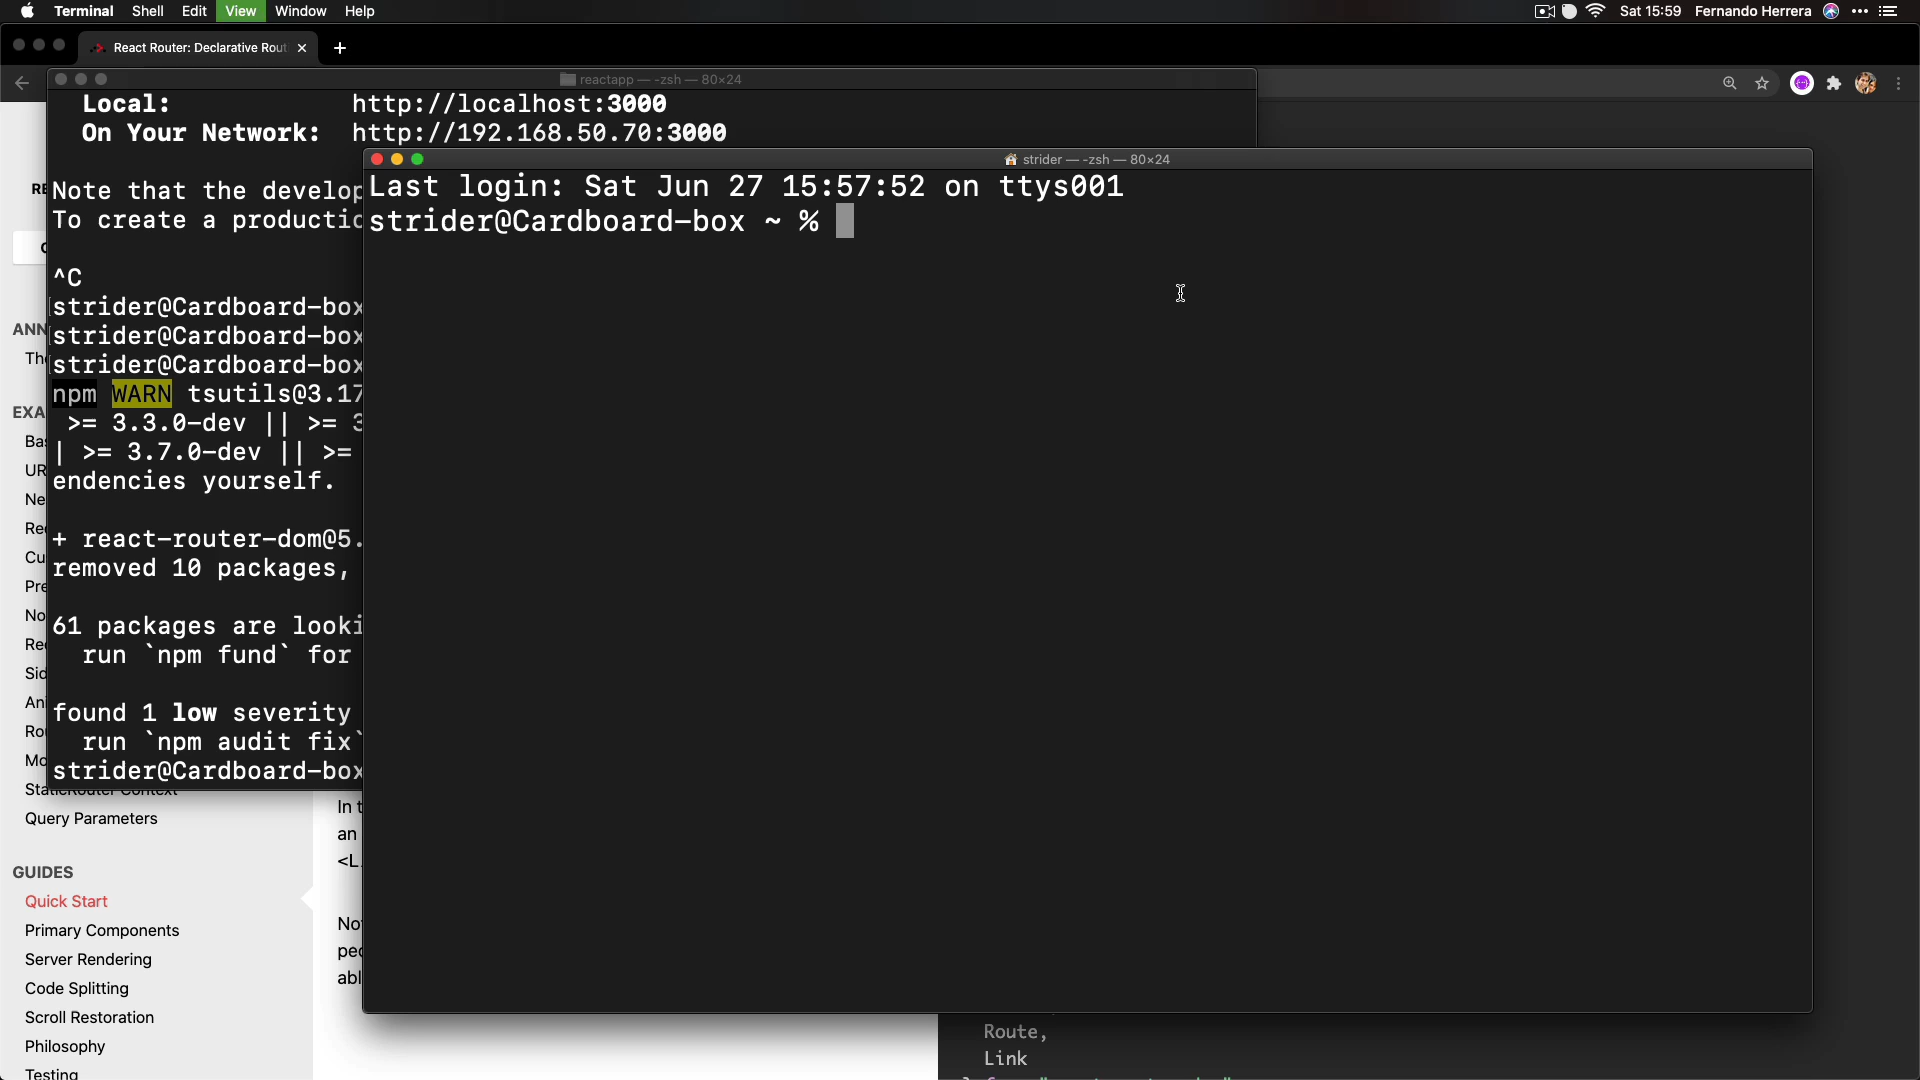 Terminal Shell Edit View Window Help
Sat 15:59 Fernando Herrera
React Router: Declarative Rout
reactapp — -zsh — 80×24
Local: http://localhost:3000
On Your Network: http://192.168.50.70:3000
Note that the develop
To create a productio
^C
strider@Cardboard-box
strider@Cardboard-box
strider@Cardboard-box
npm WARN tsutils@3.17
>= 3.3.0-dev || >= 3
| >= 3.7.0-dev || >=
endencies yourself.
+ react-router-dom@5.
removed 10 packages,
61 packages are looki
run `npm fund` for
found 1 low severity
run `npm audit fix`
strider@Cardboard-box
strider — -zsh — 80×24
Last login: Sat Jun 27 15:57:52 on ttys001
strider@Cardboard-box ~ %
ANN
Th
EXA
Bas
UR
Ne
Re
Cu
Pre
No
Re
Sid
Ani
Rou
Mo
StaticRouter Context
Query Parameters
GUIDES
Quick Start
Primary Components
Server Rendering
Code Splitting
Scroll Restoration
Philosophy
Testing
In t
an
<L
No
peo
abl
Route,
Link